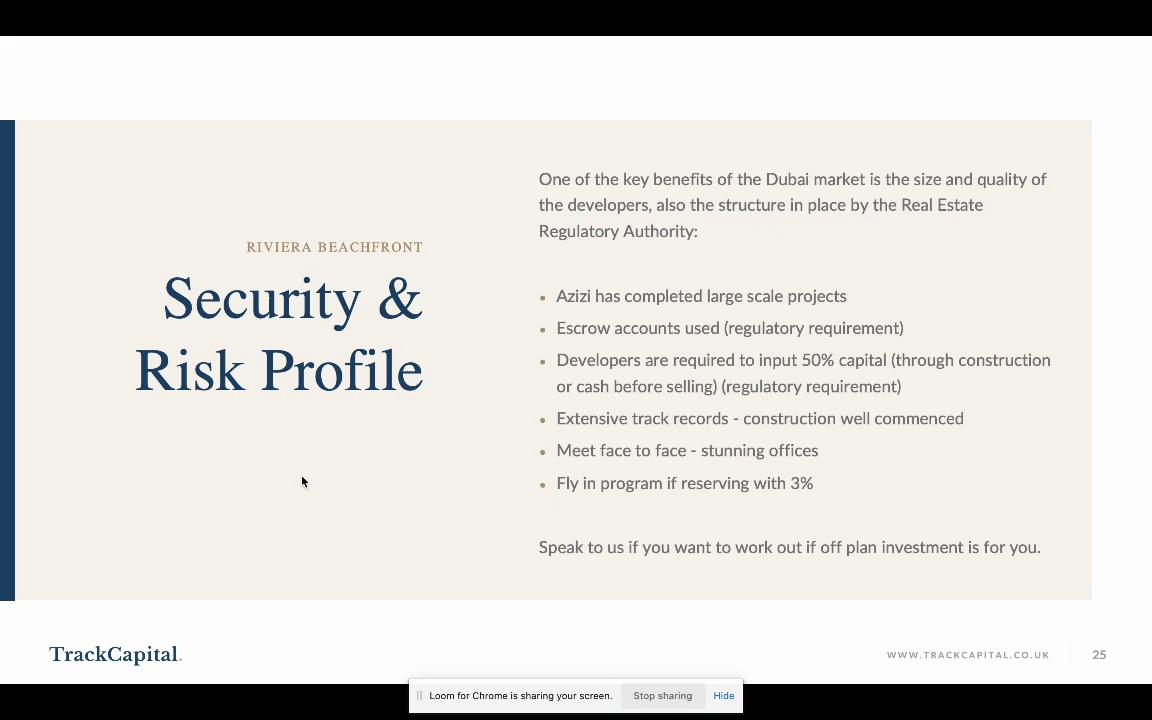 RIVIERA BEACHFRONT
Security &
Risk Profile
One of the key benefits of the Dubai market is the size and quality of
the developers, also the structure in place by the Real Estate
Regulatory Authority:
• Azizi has completed large scale projects
• Escrow accounts used (regulatory requirement)
• Developers are required to input 50% capital (through construction
or cash before selling) (regulatory requirement)
• Extensive track records - construction well commenced
• Meet face to face - stunning offices
• Fly in program if reserving with 3%
Speak to us if you want to work out if off plan investment is for you.
TrackCapital.
WWW.TRACKCAPITAL.CO.UK
25
Loom for Chrome is sharing your screen.
Stop sharing
Hide